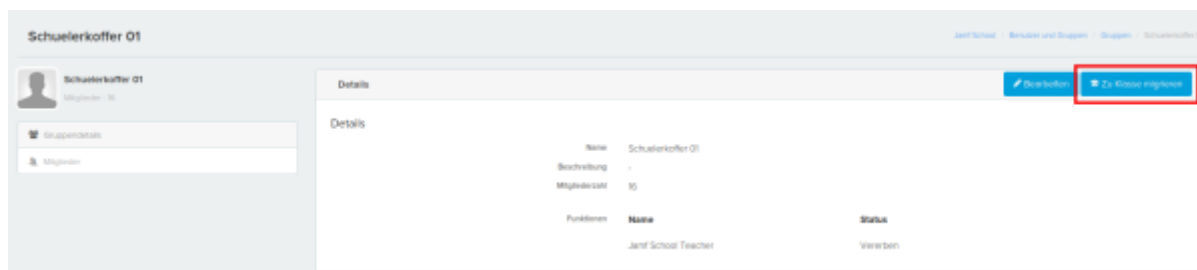 Schuelerkoffer 01
Jamf School / Benutzer und Gruppen / Gruppen / Schuelerkoffer
Schuelerkoffer 01
Mitglieder: 16
Details
Bearbeiten
Zu Klasse migrieren
Gruppendetails
Mitglieder
Details
Name Schuelerkoffer 01
Beschreibung -
Mitgliederzahl 16
Funktionen Name Status
Jamf School Teacher Vererben